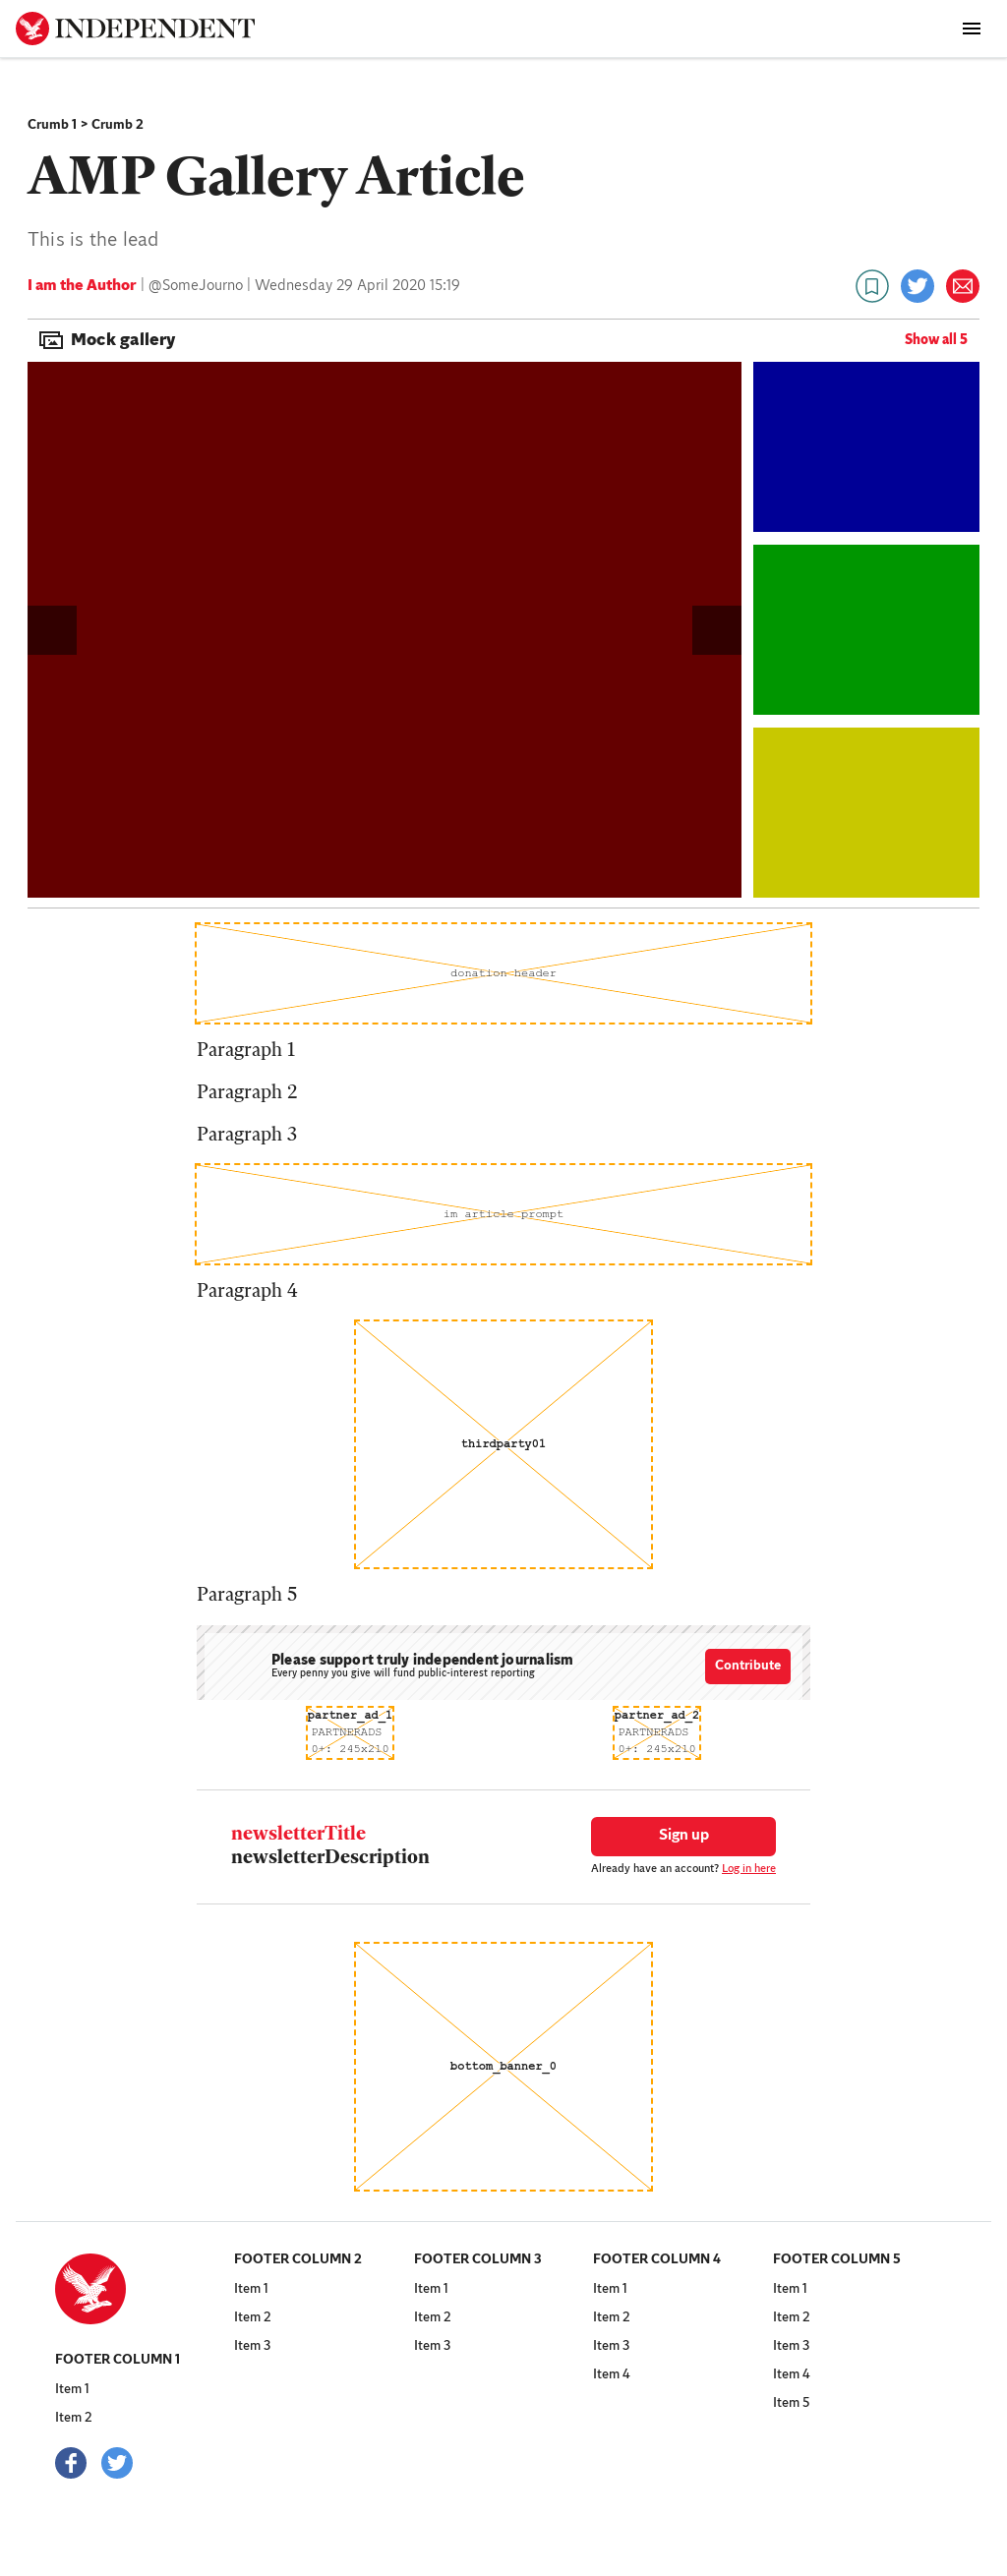 INDEPENDENT
Crumb 1 > Crumb 2
AMP Gallery Article
This is the lead
I am the Author | @SomeJourno | Wednesday 29 April 2020 15:19
Mock gallery
Show all 5
donation header
Paragraph 1
Paragraph 2
Paragraph 3
im article prompt
Paragraph 4
thirdparty01
Paragraph 5
Please support truly independent journalism
Every penny you give will fund public-interest reporting
Contribute
partner_ad_1
PARTNERADS
0+: 245x210
partner_ad_2
PARTNERADS
0+: 245x210
newsletterTitle
newsletterDescription
Sign up
Already have an account? Log in here
bottom_banner_0
FOOTER COLUMN 1
Item 1
Item 2
FOOTER COLUMN 2
Item 1
Item 2
Item 3
FOOTER COLUMN 3
Item 1
Item 2
Item 3
FOOTER COLUMN 4
Item 1
Item 2
Item 3
Item 4
FOOTER COLUMN 5
Item 1
Item 2
Item 3
Item 4
Item 5